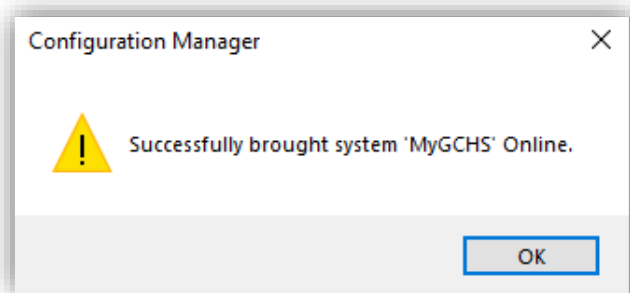 Configuration Manager
Successfully brought system 'MyGCHS' Online.
OK